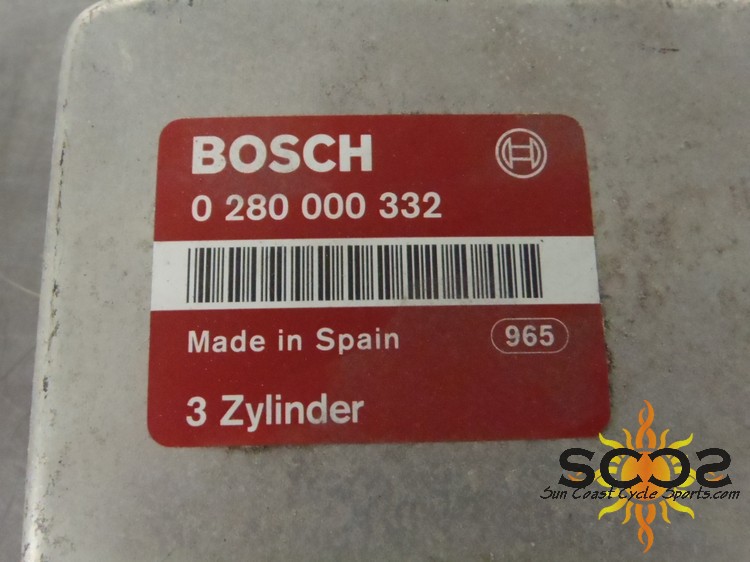 BOSCH
0 280 000 332
Made in Spain 965
3 Zylinder
SCCS
Sun Coast Cycle Sports.com